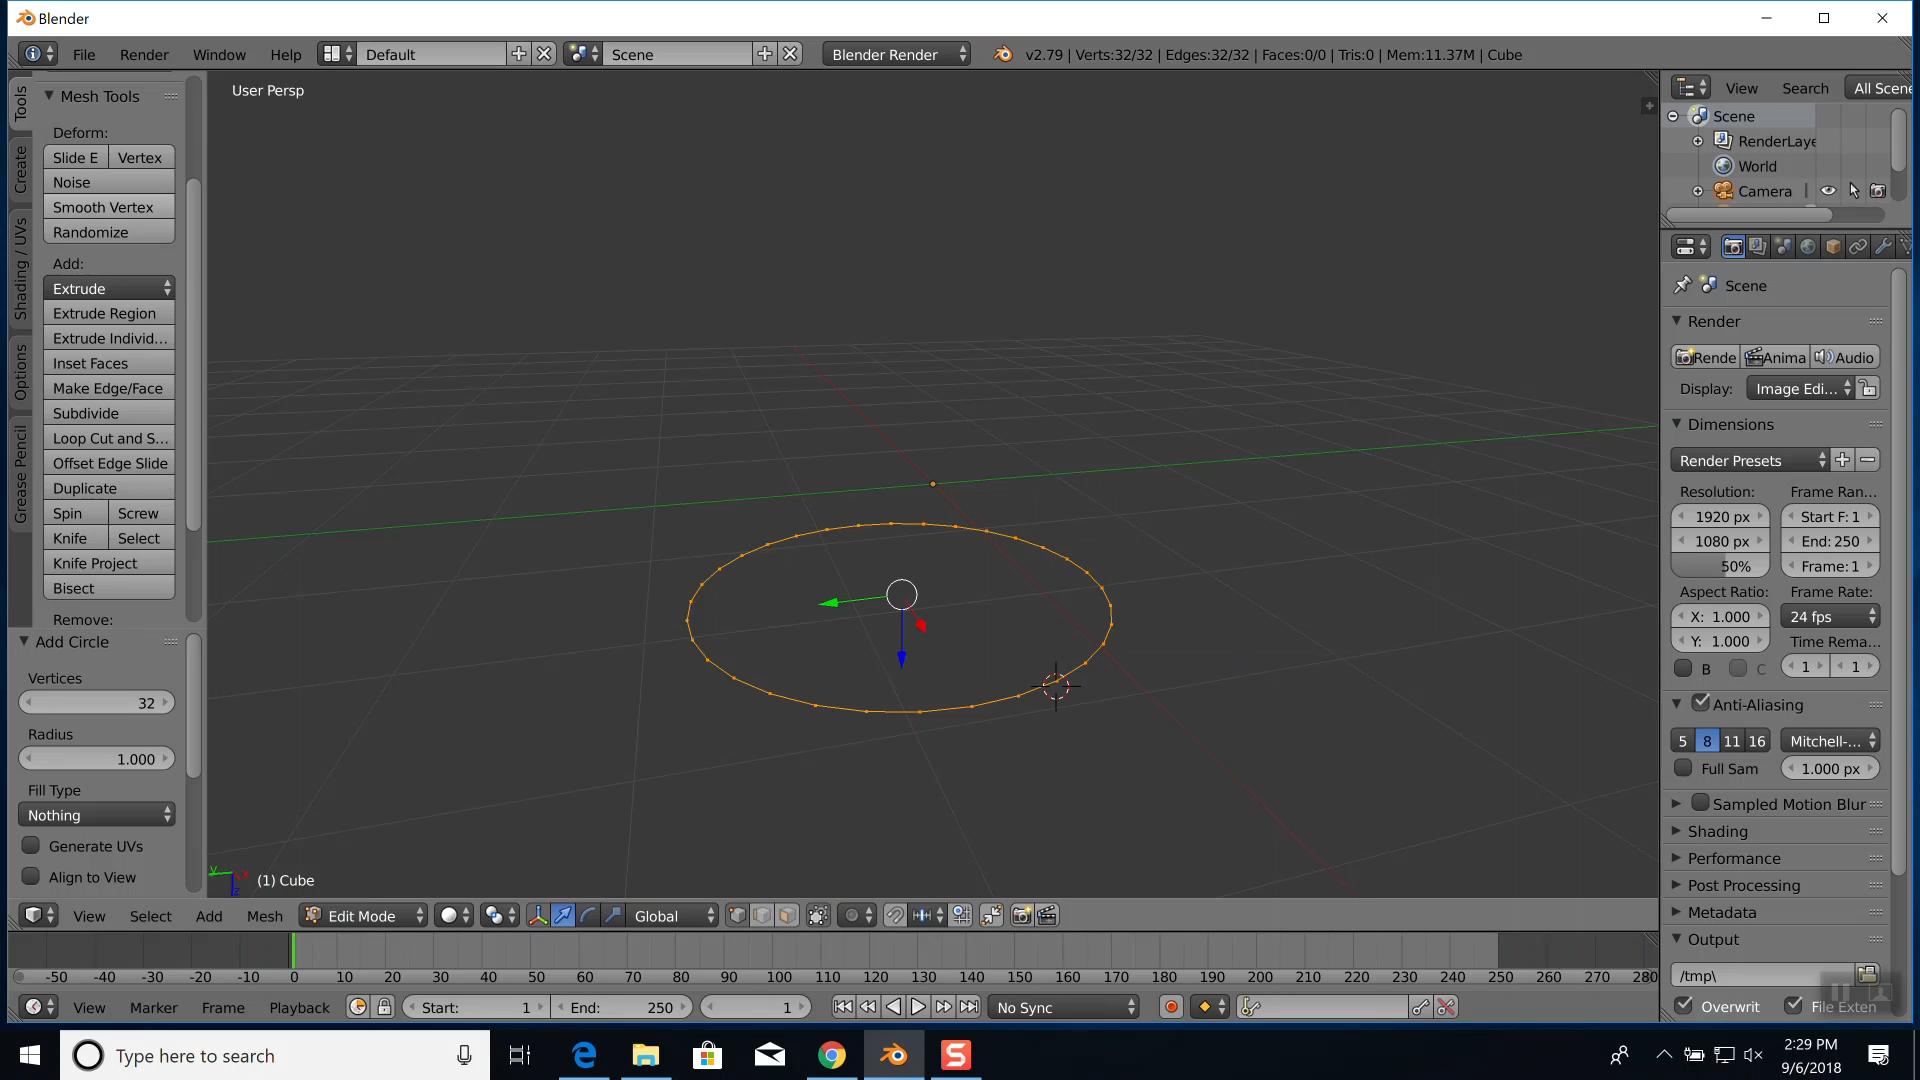 Blender
File Render Window Help Default Scene Blender Render v2.79 | Verts:32/32 | Edges:32/32 | Faces:0/0 | Tris:0 | Mem:11.37M | Cube
Tools
Create
Shading / UVs
Options
Grease Pencil
Mesh Tools
Deform:
Slide E Vertex
Noise
Smooth Vertex
Randomize
Add:
Extrude
Extrude Region
Extrude Individ...
Inset Faces
Make Edge/Face
Subdivide
Loop Cut and S...
Offset Edge Slide
Duplicate
Spin Screw
Knife Select
Knife Project
Bisect
Remove:
Add Circle
Vertices
32
Radius
1.000
Fill Type
Nothing
Generate UVs
Align to View
User Persp
(1) Cube
View Search All Scene
Scene
RenderLaye
World
Camera
Scene
Render
Rende Anima Audio
Display: Image Edi...
Dimensions
Render Presets
Resolution: Frame Ran...
1920 px Start F: 1
1080 px End: 250
50% Frame: 1
Aspect Ratio: Frame Rate:
X: 1.000 24 fps
Y: 1.000 Time Rema...
B C 1 1
Anti-Aliasing
5 8 11 16 Mitchell-...
Full Sam 1.000 px
Sampled Motion Blur
Shading
Performance
Post Processing
Metadata
Output
/tmp\
Overwrit File Exten
View Select Add Mesh Edit Mode Global
-50 -40 -30 -20 -10 0 10 20 30 40 50 60 70 80 90 100 110 120 130 140 150 160 170 180 190 200 210 220 230 240 250 260 270 280
View Marker Frame Playback Start: 1 End: 250 1 No Sync
Type here to search
2:29 PM
9/6/2018